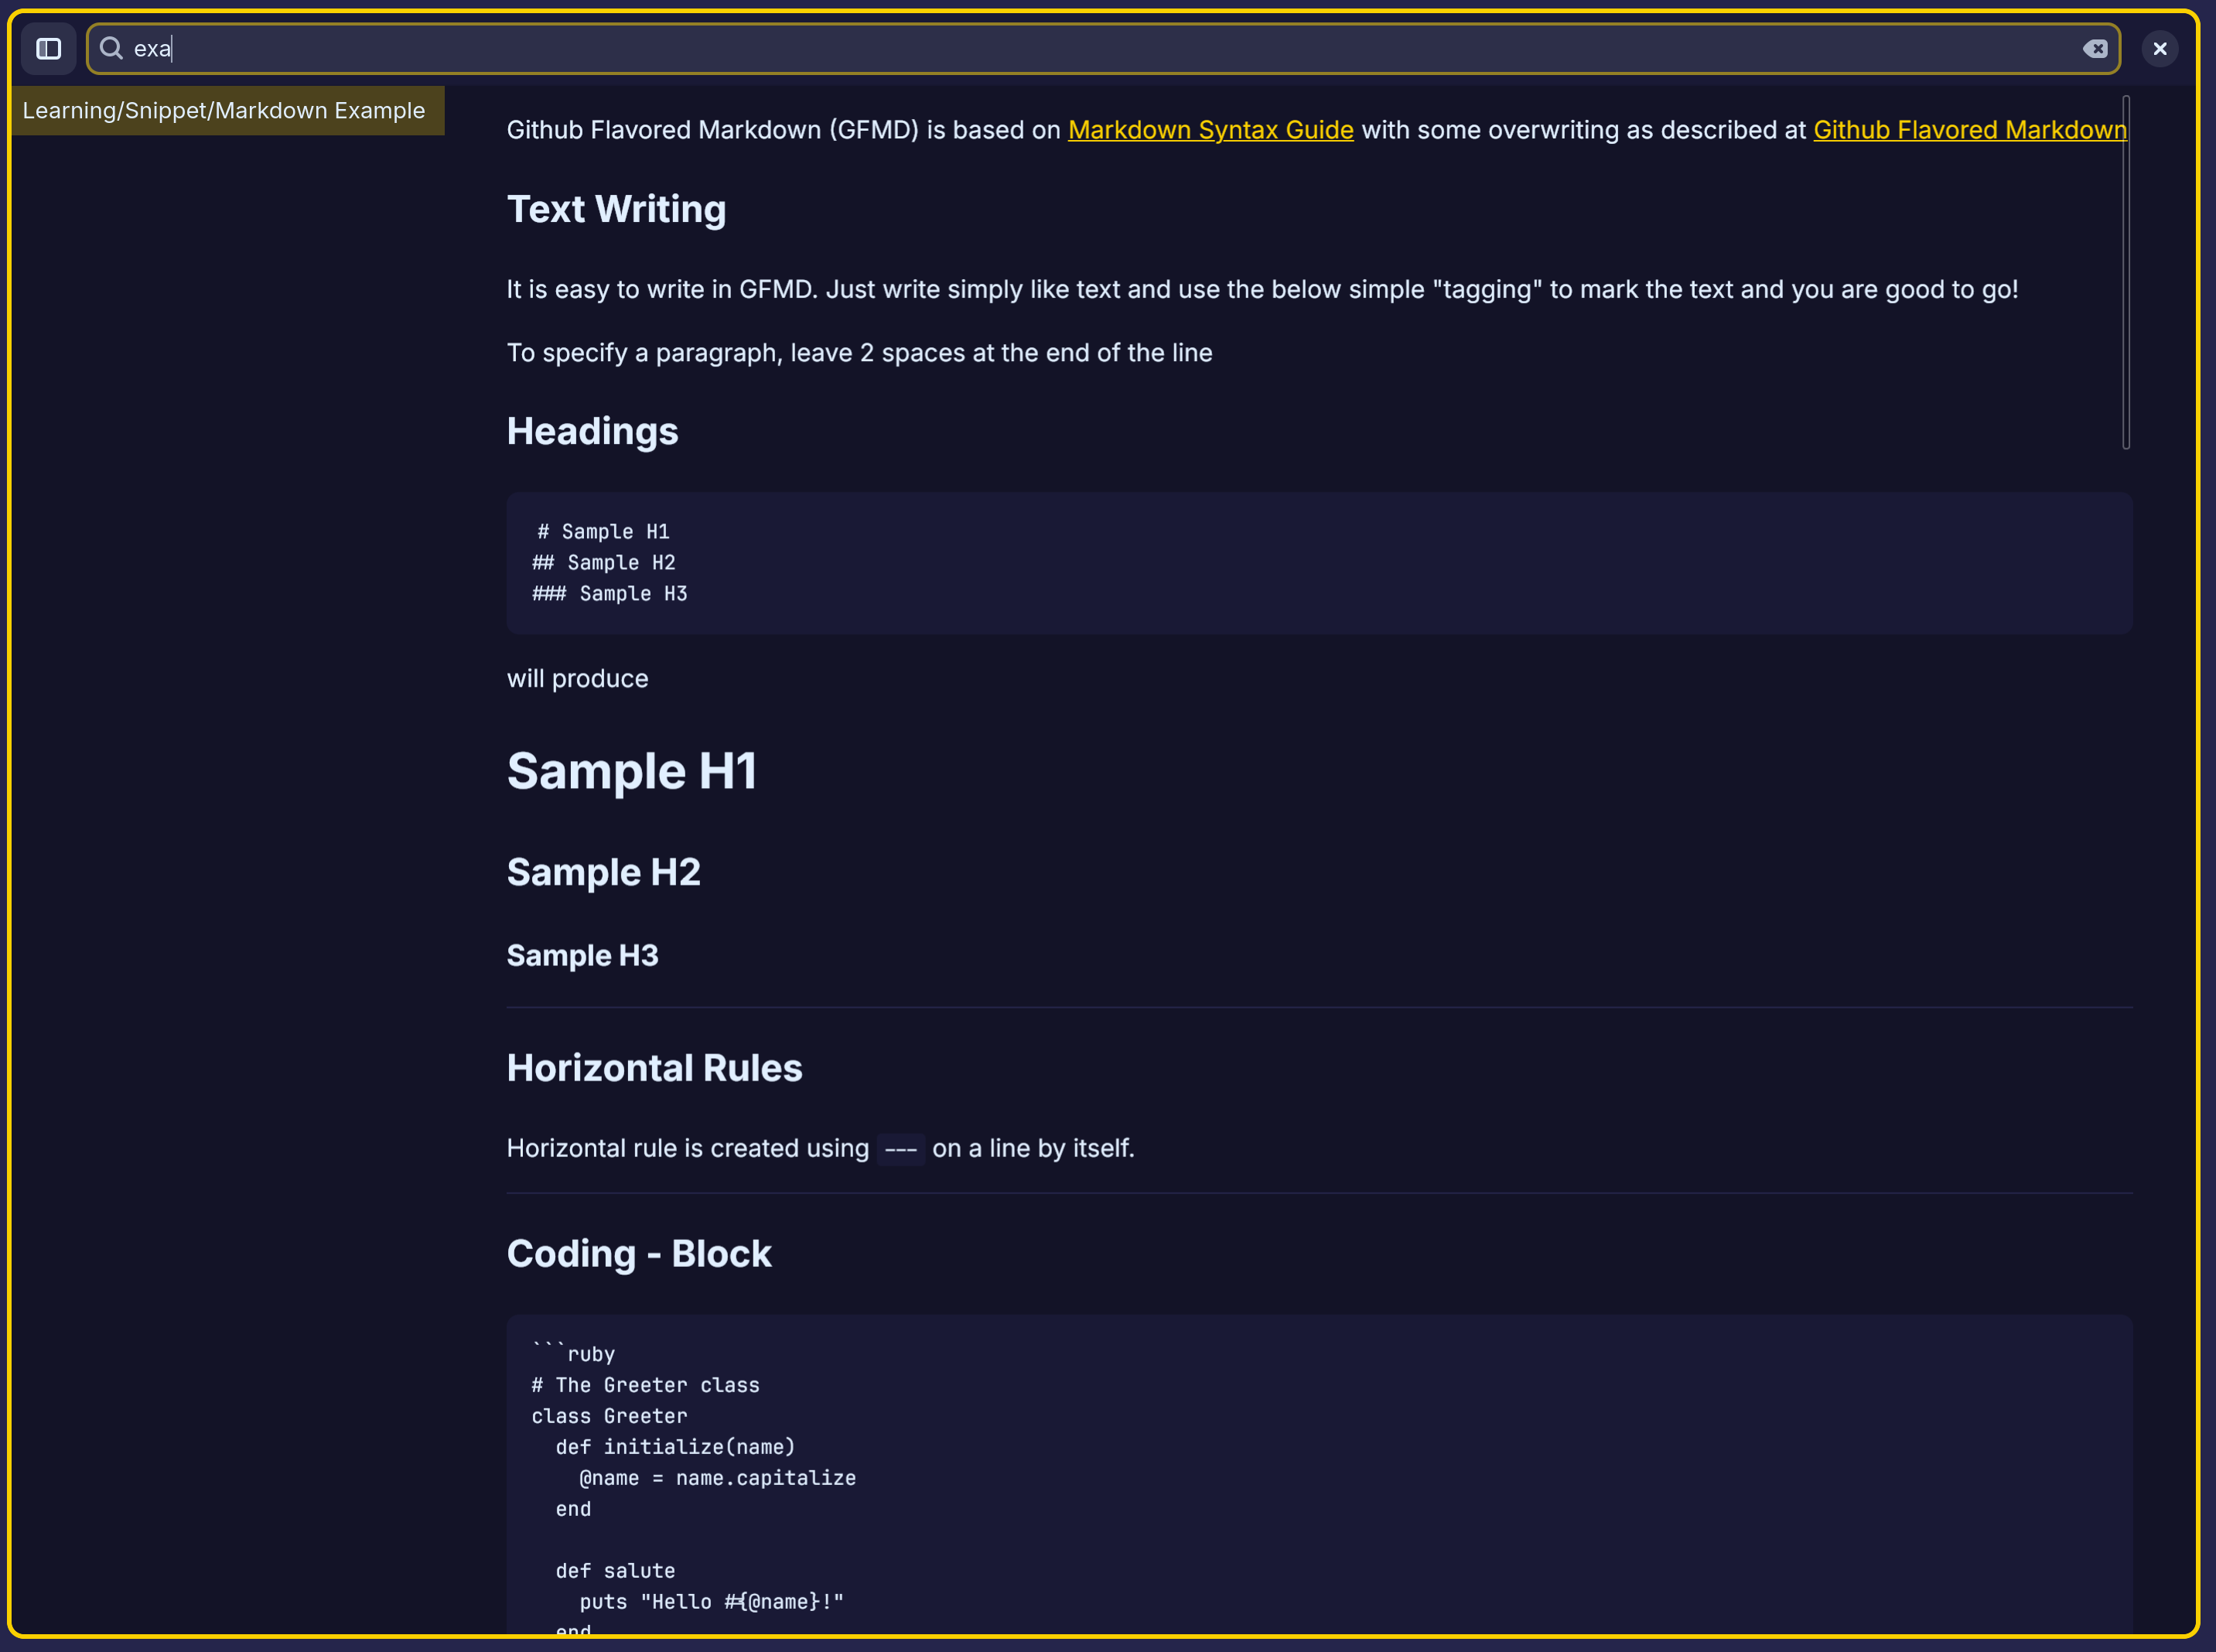 exa
Learning/Snippet/Markdown Example
Github Flavored Markdown (GFMD) is based on Markdown Syntax Guide with some overwriting as described at Github Flavored Markdown
Text Writing
It is easy to write in GFMD. Just write simply like text and use the below simple "tagging" to mark the text and you are good to go!
To specify a paragraph, leave 2 spaces at the end of the line
Headings
# Sample H1
## Sample H2
### Sample H3
will produce
Sample H1
Sample H2
Sample H3
Horizontal Rules
Horizontal rule is created using --- on a line by itself.
Coding - Block
```ruby
# The Greeter class
class Greeter
  def initialize(name)
    @name = name.capitalize
  end
  def salute
    puts "Hello #{@name}!"
  end